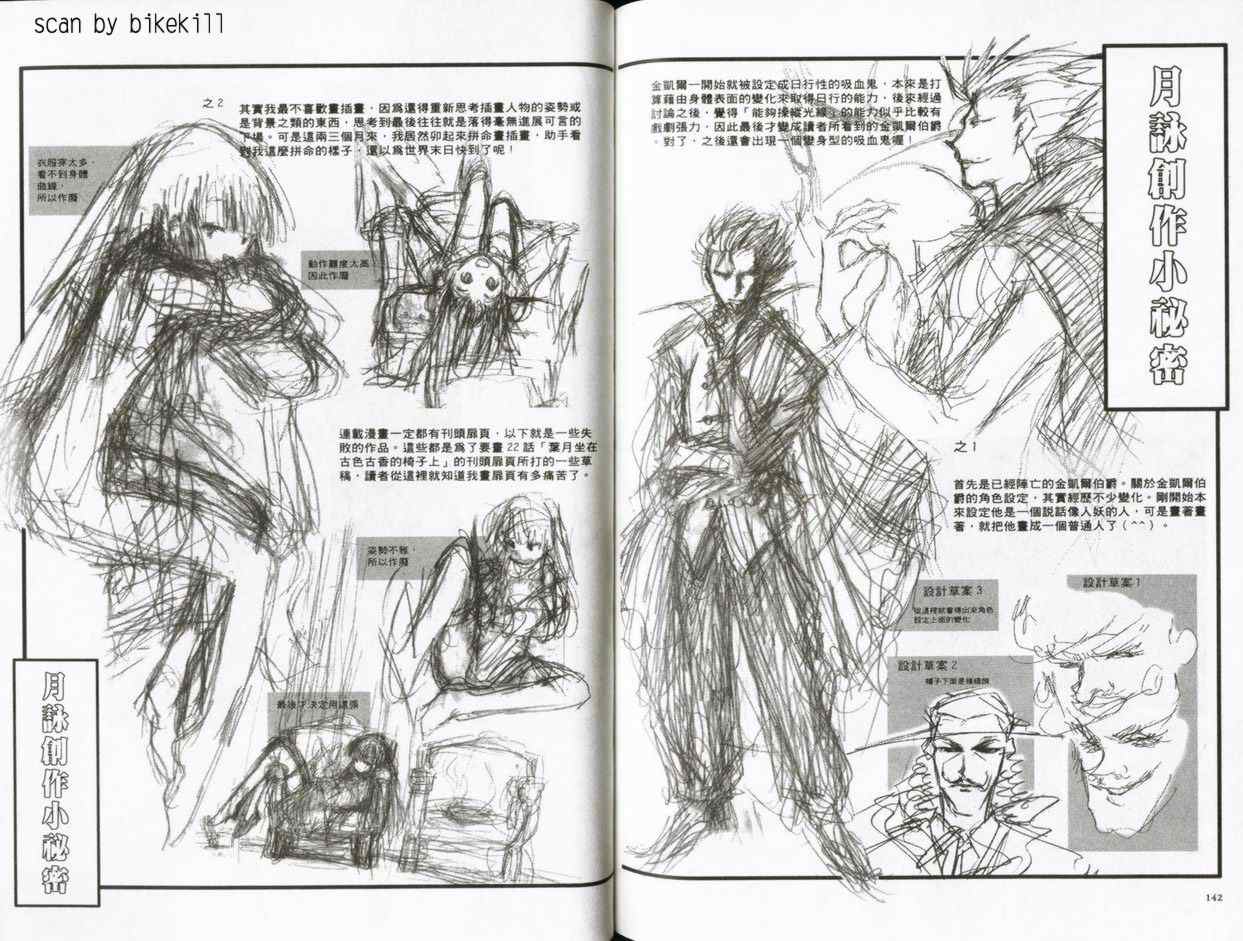 scan by bikekill
月詠創作小祕密
金凱爾一開始就被設定成日行性的吸血鬼，本來是打
算藉由身體表面的變化來取得日行的能力，後來經過
討論之後，覺得「能夠操縱光線」的能力似乎比較有
戲劇張力，因此最後才變成讀者所看到的金凱爾伯爵
。對了，之後還會出現一個變身型的吸血鬼喔！
之1
首先是已經陣亡的金凱爾伯爵。關於金凱爾伯
爵的角色設定，其實經歷不少變化。剛開始本
來設定他是一個說話像人妖的人，可是畫著畫
著，就把他畫成一個普通人了（^^）。
設計草案1
設計草案3
從這裡就看得出來角色
設定上面的變化
設計草案2
帽子下面是條禿頭
142
之2
其實我最不喜歡畫插畫，因為還得重新思考插畫人物的姿勢或
是背景之類的東西，思考到最後往往就是落得毫無進展可言的
下場。可是這兩三個月來，我居然卯起來拼命畫插畫，助手看
到我這麼拼命的樣子，還以為世界末日快到了呢！
衣服穿太多，
看不到身體
曲線，
所以作廢
動作難度太高，
因此作廢
連載漫畫一定都有刊頭扉頁，以下就是一些失
敗的作品。這些都是為了要畫22話「葉月坐在
古色古香的椅子上」的刊頭扉頁所打的一些草
稿，讀者從這裡就知道我畫扉頁有多痛苦了。
姿勢不雅，
所以作廢
最後才決定用這張
月詠創作小祕密